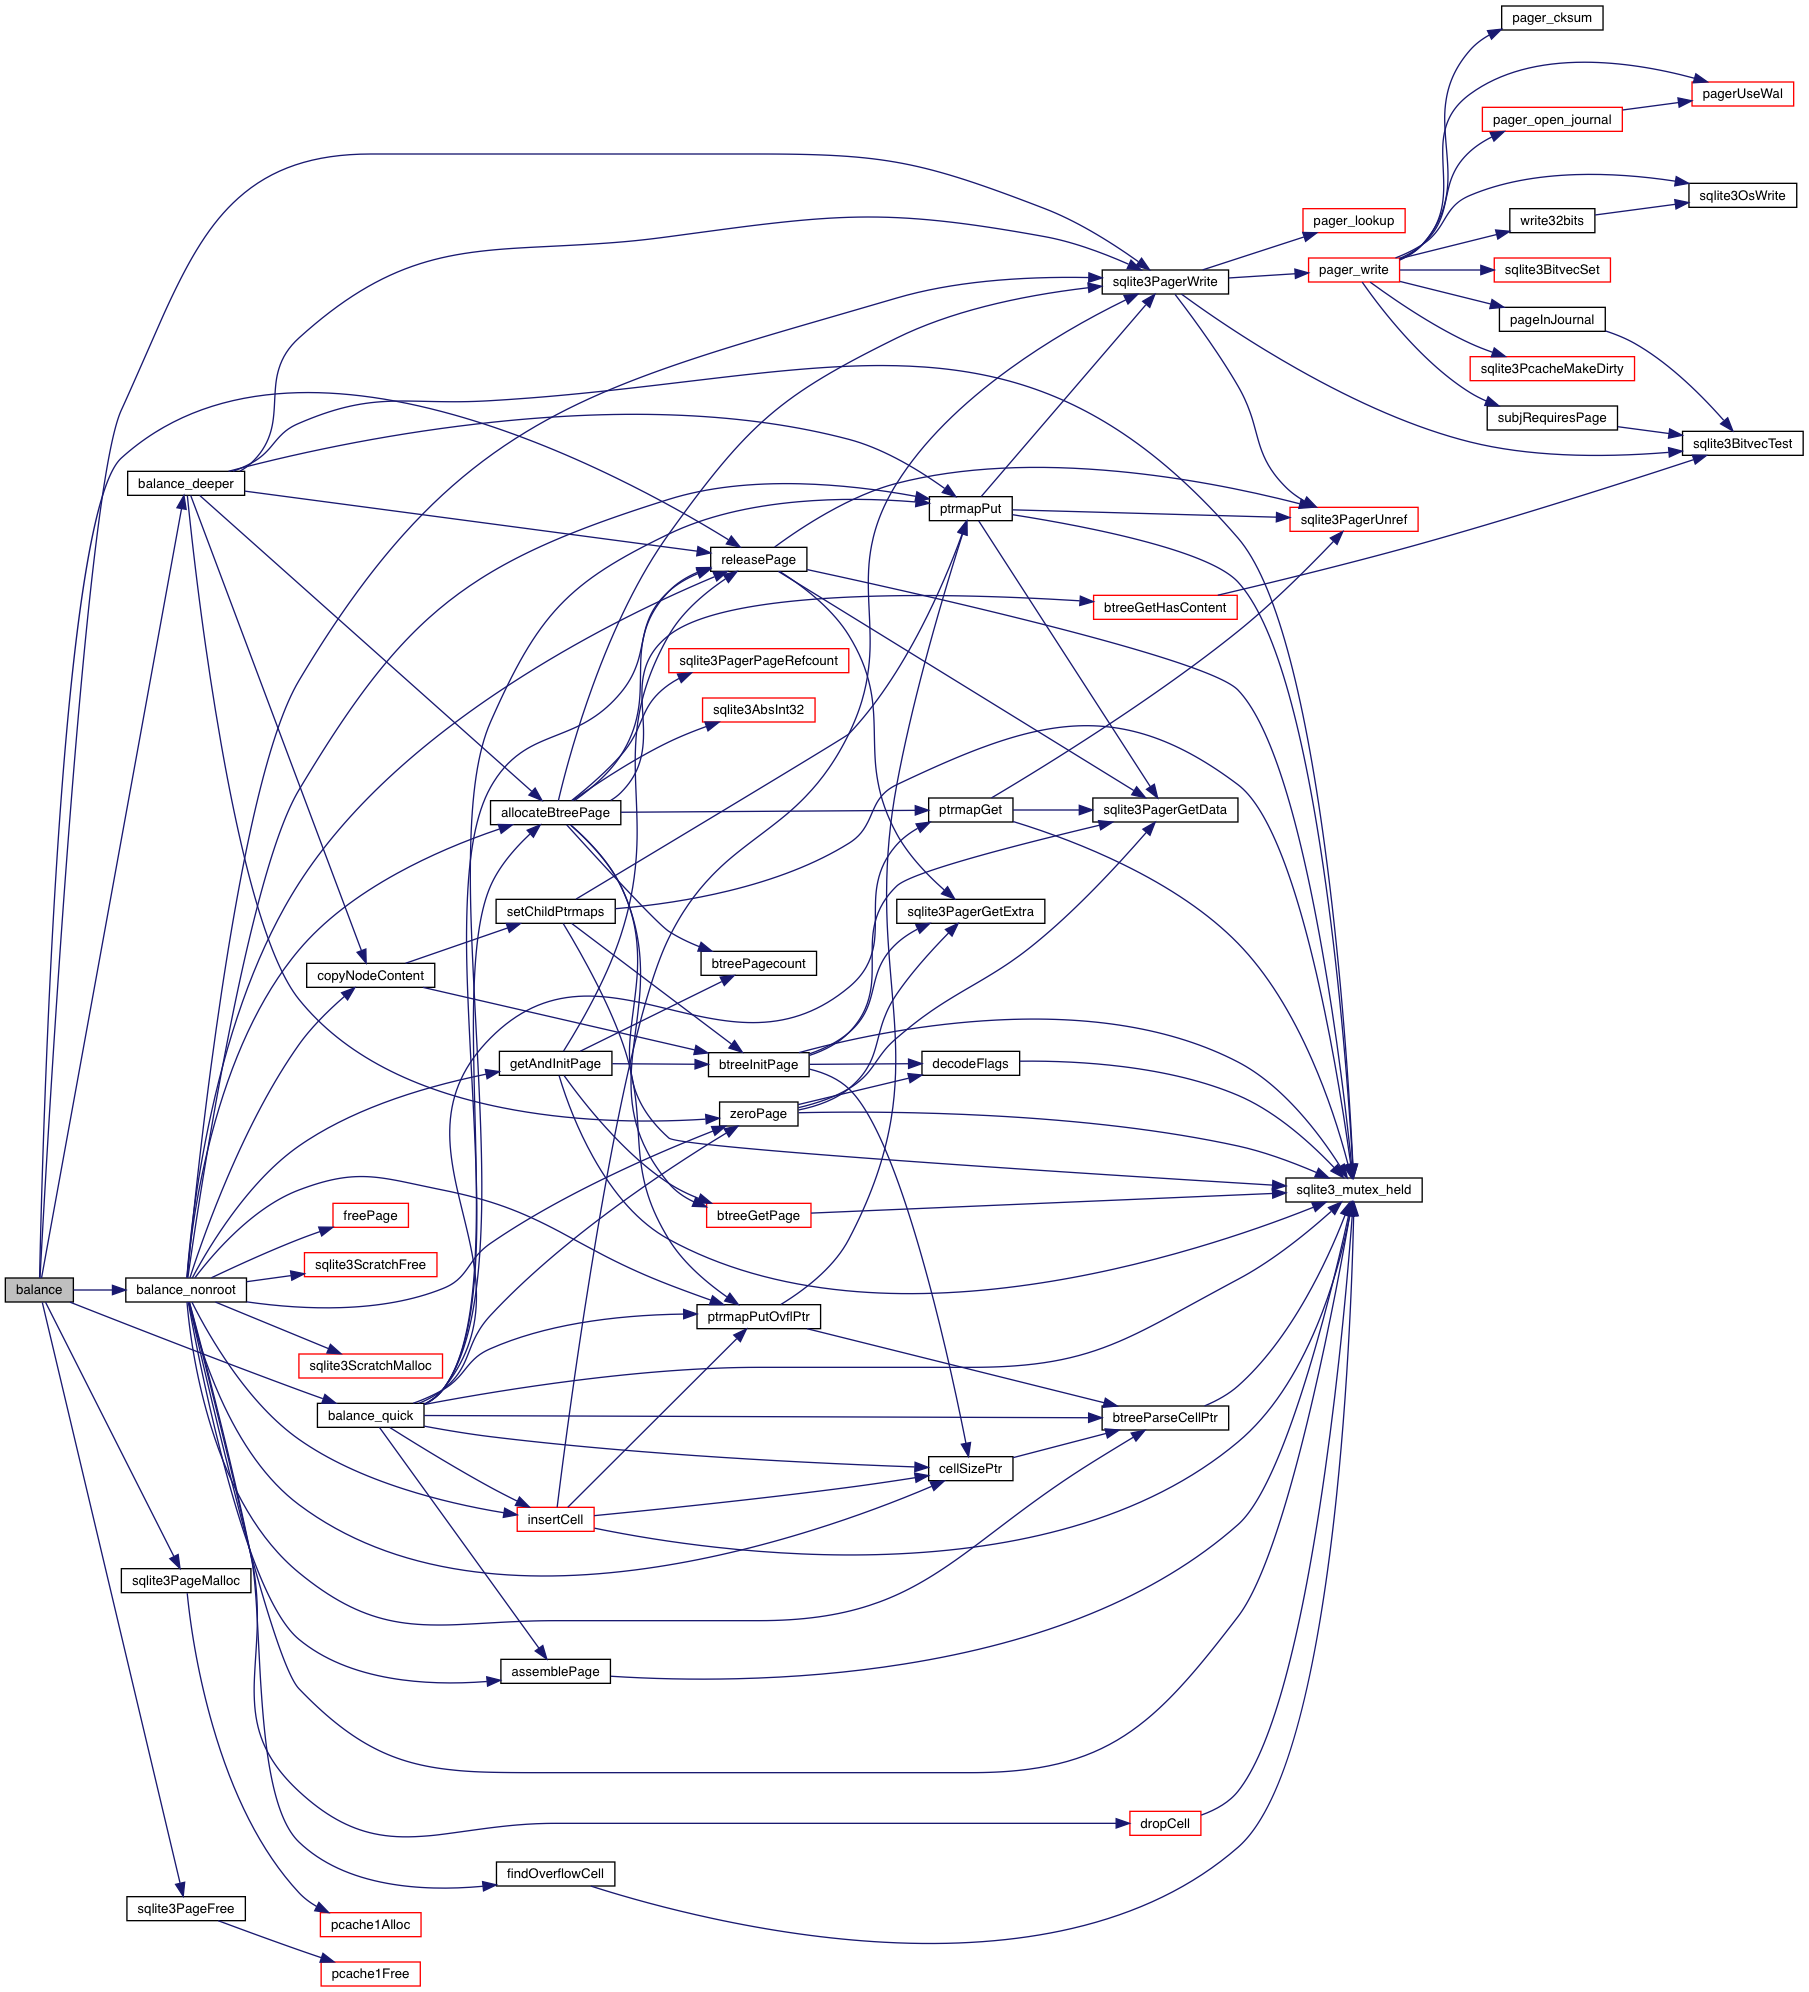 pager_cksum
pagerUseWal
pager_open_journal
sqlite3OsWrite
write32bits
pager_lookup
pager_write
sqlite3BitvecSet
sqlite3PagerWrite
pageInJournal
sqlite3PcacheMakeDirty
subjRequiresPage
sqlite3BitvecTest
balance_deeper
ptrmapPut
sqlite3PagerUnref
releasePage
btreeGetHasContent
sqlite3PagerPageRefcount
sqlite3AbsInt32
allocateBtreePage
ptrmapGet
sqlite3PagerGetData
setChildPtrmaps
sqlite3PagerGetExtra
btreePagecount
copyNodeContent
getAndInitPage
btreeInitPage
decodeFlags
zeroPage
sqlite3_mutex_held
freePage
btreeGetPage
sqlite3ScratchFree
balance
balance_nonroot
ptrmapPutOvflPtr
sqlite3ScratchMalloc
balance_quick
btreeParseCellPtr
cellSizePtr
insertCell
sqlite3PageMalloc
assemblePage
dropCell
findOverflowCell
sqlite3PageFree
pcache1Alloc
pcache1Free